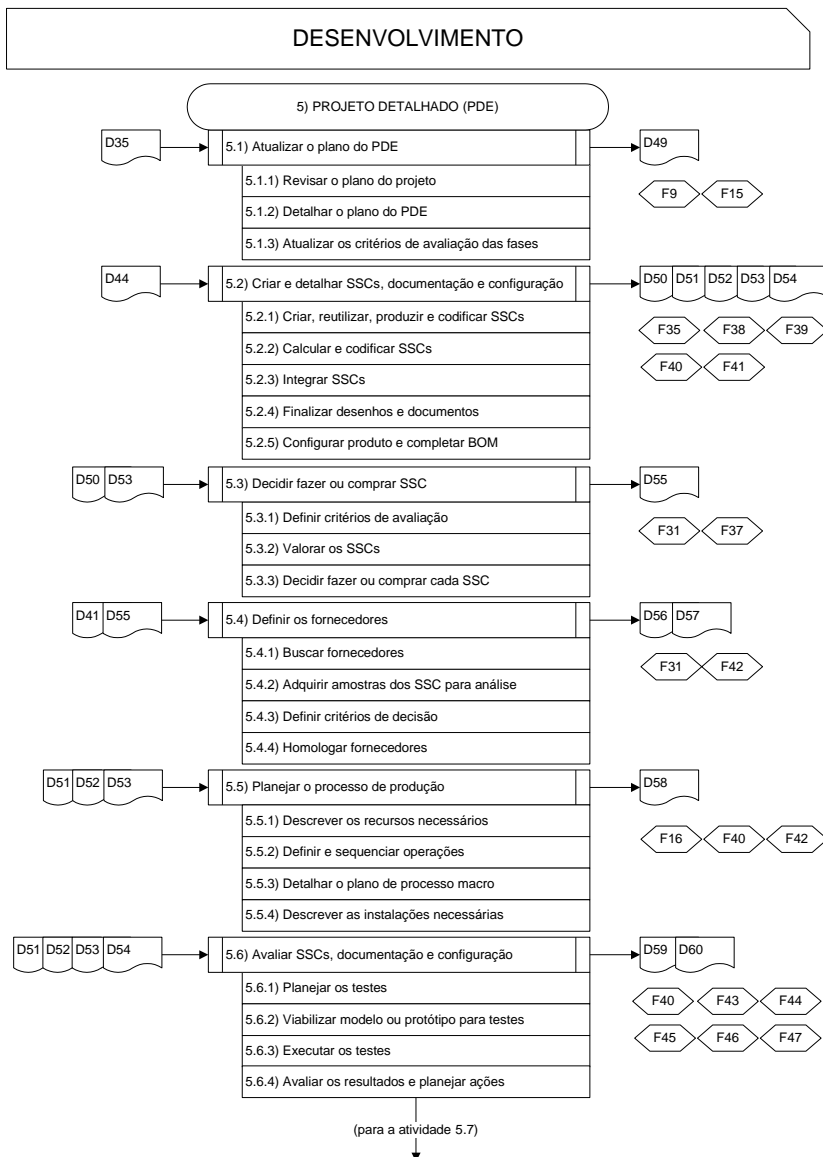 DESENVOLVIMENTO
5) PROJETO DETALHADO (PDE)
D35
5.1) Atualizar o plano do PDE
D49
5.1.1) Revisar o plano do projeto
F9 F15
5.1.2) Detalhar o plano do PDE
5.1.3) Atualizar os critérios de avaliação das fases
D44
5.2) Criar e detalhar SSCs, documentação e configuração
D50 D51 D52 D53 D54
5.2.1) Criar, reutilizar, produzir e codificar SSCs
F35 F38 F39
5.2.2) Calcular e codificar SSCs
F40 F41
5.2.3) Integrar SSCs
5.2.4) Finalizar desenhos e documentos
5.2.5) Configurar produto e completar BOM
D50 D53
5.3) Decidir fazer ou comprar SSC
D55
5.3.1) Definir critérios de avaliação
F31 F37
5.3.2) Valorar os SSCs
5.3.3) Decidir fazer ou comprar cada SSC
D41 D55
5.4) Definir os fornecedores
D56 D57
5.4.1) Buscar fornecedores
F31 F42
5.4.2) Adquirir amostras dos SSC para análise
5.4.3) Definir critérios de decisão
5.4.4) Homologar fornecedores
D51 D52 D53
5.5) Planejar o processo de produção
D58
5.5.1) Descrever os recursos necessários
F16 F40 F42
5.5.2) Definir e sequenciar operações
5.5.3) Detalhar o plano de processo macro
5.5.4) Descrever as instalações necessárias
D51 D52 D53 D54
5.6) Avaliar SSCs, documentação e configuração
D59 D60
5.6.1) Planejar os testes
F40 F43 F44
5.6.2) Viabilizar modelo ou protótipo para testes
F45 F46 F47
5.6.3) Executar os testes
5.6.4) Avaliar os resultados e planejar ações
(para a atividade 5.7)